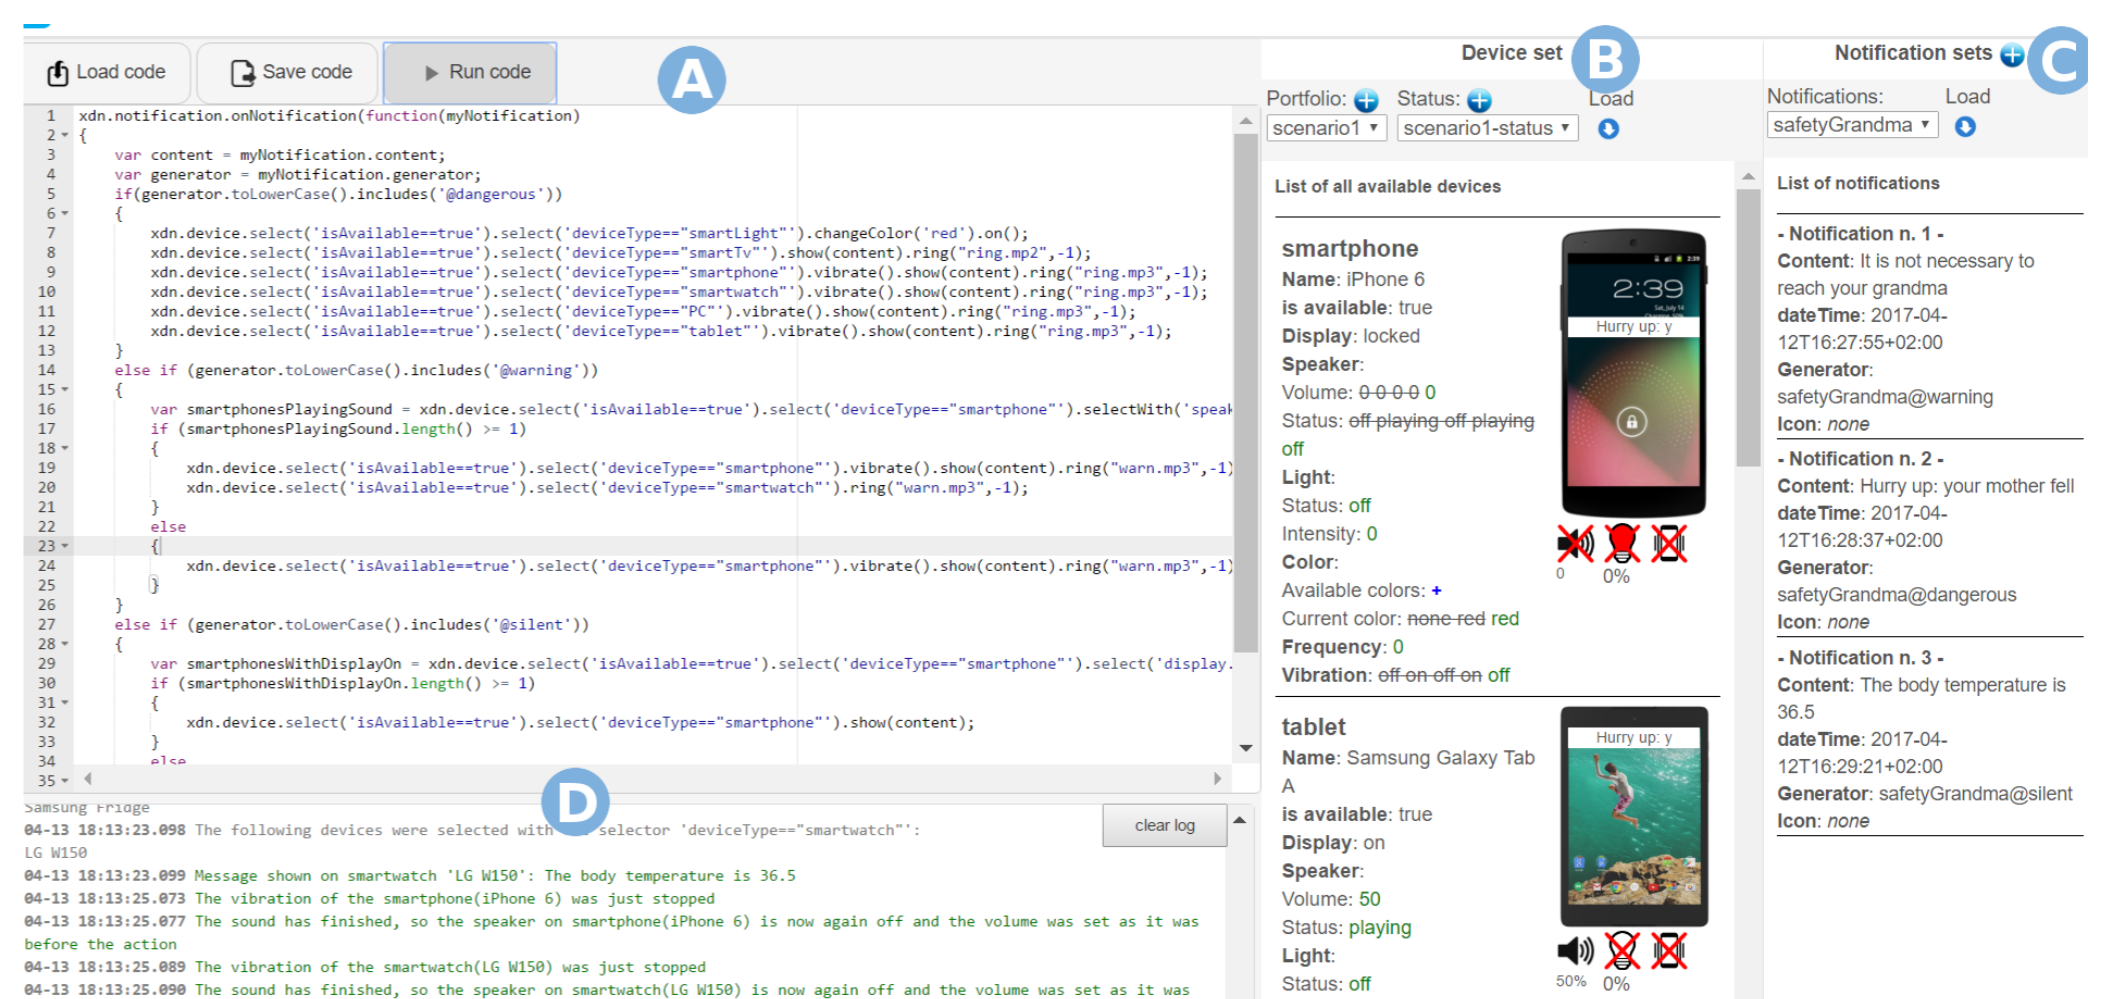 Load code
Save code
Run code
A
1 xdn.notification.onNotification(function(myNotification)
2 {
3 var content = myNotification.content;
4 var generator = myNotification.generator;
5 if(generator.toLowerCase().includes('@dangerous'))
6 {
7 xdn.device.select('isAvailable==true').select('deviceType=="smartLight"').changeColor('red').on();
8 xdn.device.select('isAvailable==true').select('deviceType=="smartTv"').show(content).ring("ring.mp2",-1);
9 xdn.device.select('isAvailable==true').select('deviceType=="smartphone"').vibrate().show(content).ring("ring.mp3",-1);
10 xdn.device.select('isAvailable==true').select('deviceType=="smartwatch"').vibrate().show(content).ring("ring.mp3",-1);
11 xdn.device.select('isAvailable==true').select('deviceType=="PC"').vibrate().show(content).ring("ring.mp3",-1);
12 xdn.device.select('isAvailable==true').select('deviceType=="tablet"').vibrate().show(content).ring("ring.mp3",-1);
13 }
14 else if (generator.toLowerCase().includes('@warning'))
15 {
16 var smartphonesPlayingSound = xdn.device.select('isAvailable==true').select('deviceType=="smartphone"').selectWith('speak
17 if (smartphonesPlayingSound.length() >= 1)
18 {
19 xdn.device.select('isAvailable==true').select('deviceType=="smartphone"').vibrate().show(content).ring("warn.mp3",-1)
20 xdn.device.select('isAvailable==true').select('deviceType=="smartwatch"').ring("warn.mp3",-1);
21 }
22 else
23 {
24 xdn.device.select('isAvailable==true').select('deviceType=="smartphone"').vibrate().show(content).ring("warn.mp3",-1)
25 }
26 }
27 else if (generator.toLowerCase().includes('@silent'))
28 {
29 var smartphonesWithDisplayOn = xdn.device.select('isAvailable==true').select('deviceType=="smartphone"').select('display.
30 if (smartphonesWithDisplayOn.length() >= 1)
31 {
32 xdn.device.select('isAvailable==true').select('deviceType=="smartphone"').show(content);
33 }
34 else
35
D
Samsung Fridge
clear log
04-13 18:13:23.098 The following devices were selected with selector 'deviceType=="smartwatch"':
LG W150
04-13 18:13:23.099 Message shown on smartwatch 'LG W150': The body temperature is 36.5
04-13 18:13:25.073 The vibration of the smartphone(iPhone 6) was just stopped
04-13 18:13:25.077 The sound has finished, so the speaker on smartphone(iPhone 6) is now again off and the volume was set as it was
before the action
04-13 18:13:25.089 The vibration of the smartwatch(LG W150) was just stopped
04-13 18:13:25.090 The sound has finished, so the speaker on smartwatch(LG W150) is now again off and the volume was set as it was
Device set
B
Portfolio: Status: Load
scenario1 scenario1-status
List of all available devices
smartphone
Name: iPhone 6
is available: true
Display: locked
Speaker:
Volume: 0 0 0 0 0
Status: off playing off playing
off
Light:
Status: off
Intensity: 0
Color:
Available colors: +
Current color: none red red
Frequency: 0
Vibration: off on off on off
2:39
2:39
Sat, July 14
Charging, 50%
Hurry up: y
0 0%
tablet
Name: Samsung Galaxy Tab
A
is available: true
Display: on
Speaker:
Volume: 50
Status: playing
Light:
Status: off
Hurry up: y
50% 0%
Notification sets
C
Notifications: Load
safetyGrandma
List of notifications
- Notification n. 1 -
Content: It is not necessary to
reach your grandma
dateTime: 2017-04-
12T16:27:55+02:00
Generator:
safetyGrandma@warning
Icon: none
- Notification n. 2 -
Content: Hurry up: your mother fell
dateTime: 2017-04-
12T16:28:37+02:00
Generator:
safetyGrandma@dangerous
Icon: none
- Notification n. 3 -
Content: The body temperature is
36.5
dateTime: 2017-04-
12T16:29:21+02:00
Generator: safetyGrandma@silent
Icon: none